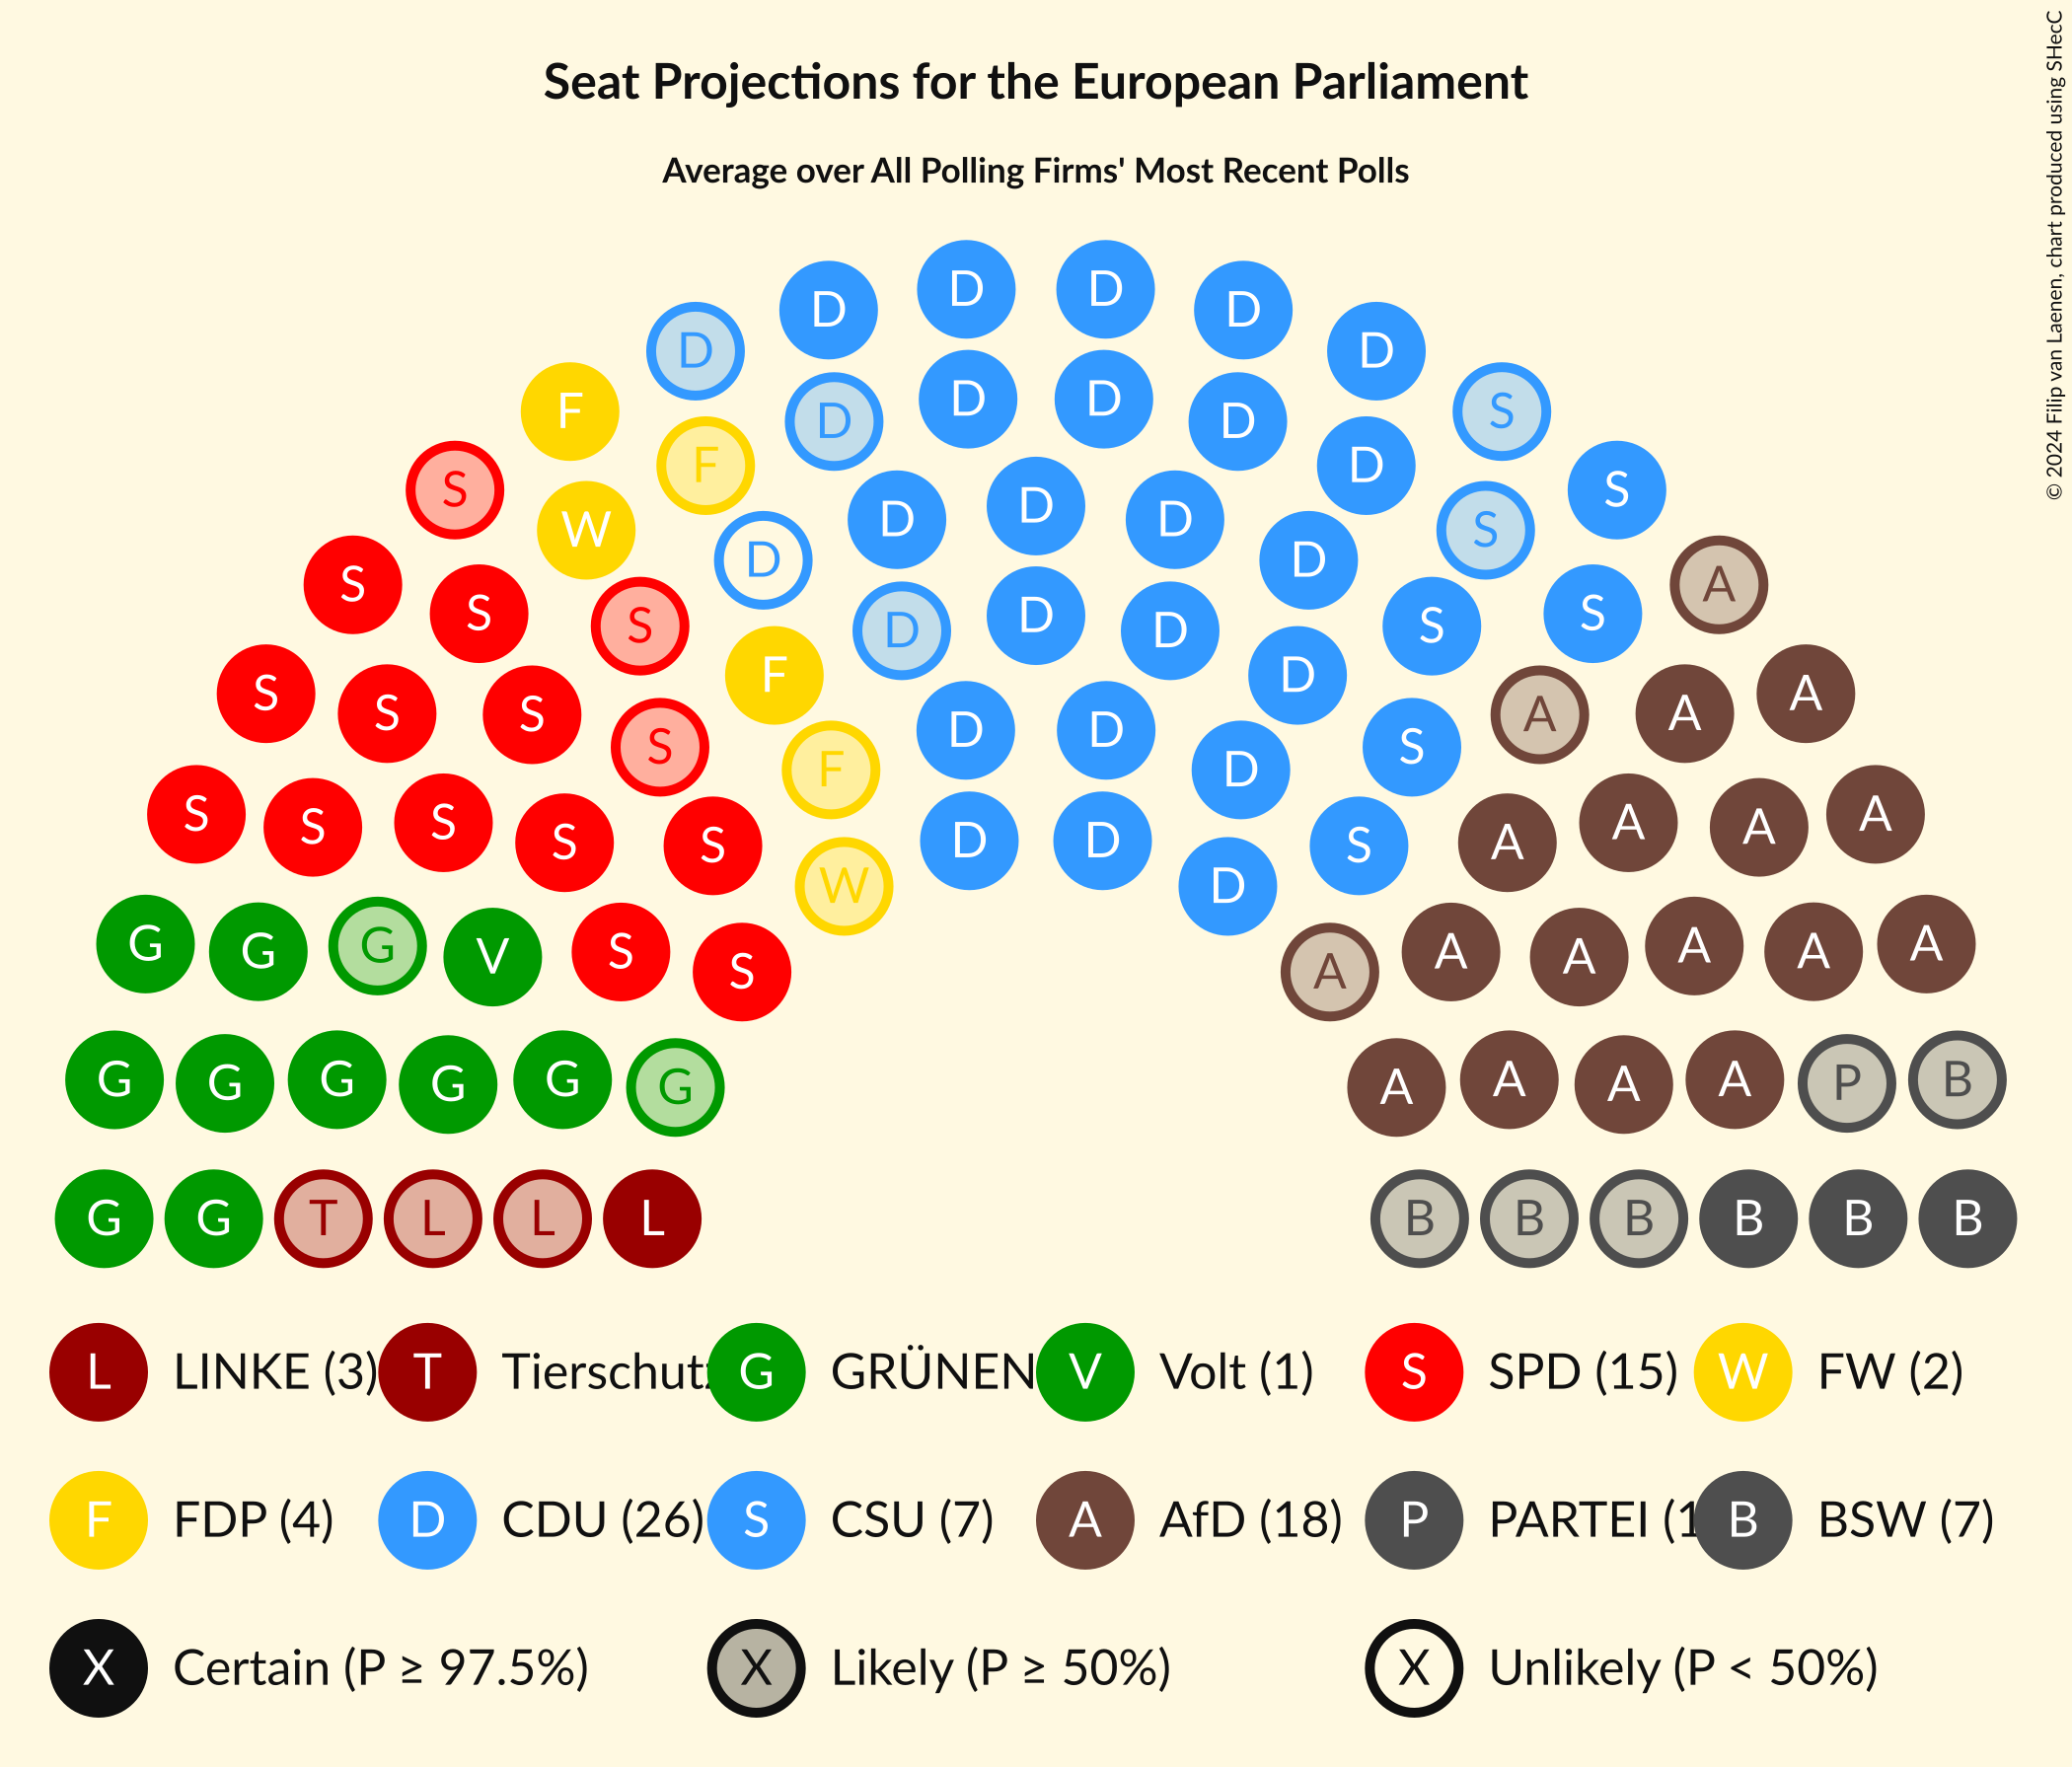 Seat Projections for the European Parliament
Average over All Polling Firms' Most Recent Polls
© 2024 Filip van Laenen, chart produced using SHecC
D D D D D D S
F D D D D D S S
S W F D D D D D S S A
S S S F D D D D S A A A
S S S S F D D D S A A A A
S S S S S W D D D S A A A A A
G G G V S S A A A A A A
G G G G G G A A A A P B
G G T L L L B B B B B B
L LINKE (3) T Tierschutz G GRÜNEN V Volt (1) S SPD (15) W FW (2)
F FDP (4) D CDU (26) S CSU (7) A AfD (18) P PARTEI (1 B BSW (7)
X Certain (P ≥ 97.5%) X Likely (P ≥ 50%) X Unlikely (P < 50%)